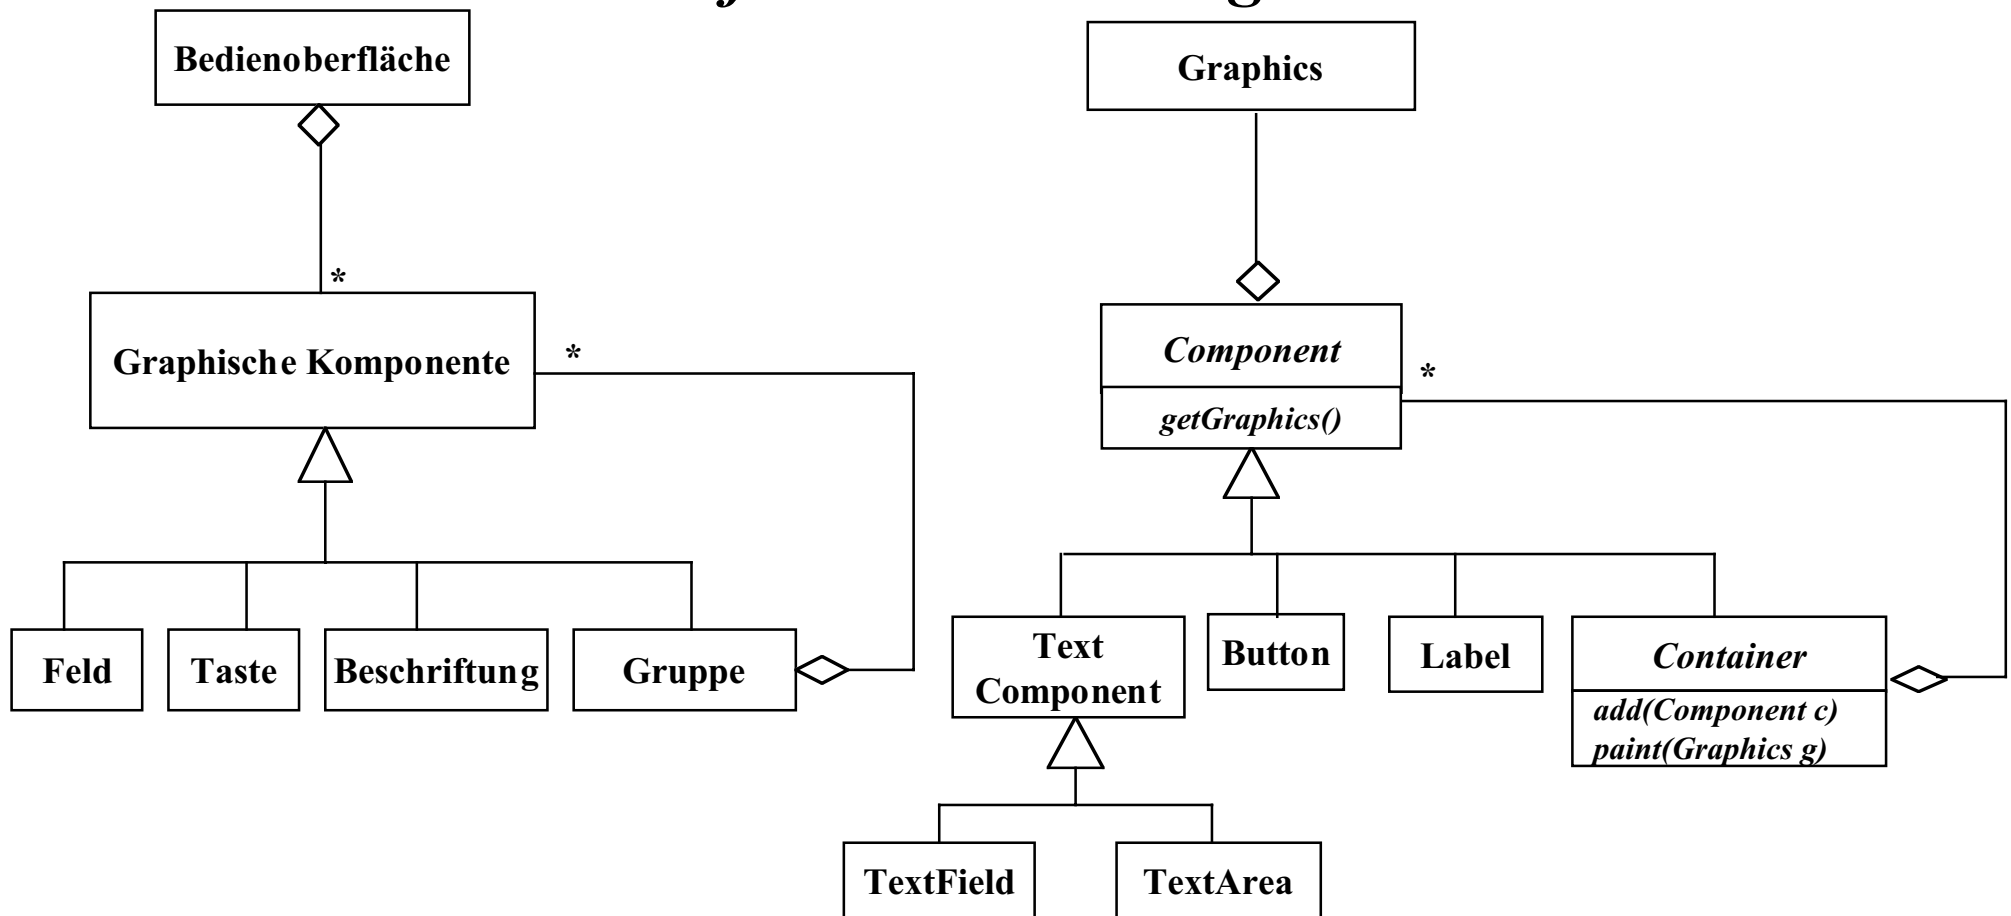 Bedienoberfläche
*
Graphische Komponente
*
Feld
Taste
Beschriftung
Gruppe
Graphics
Component
*
getGraphics()
Text
Component
Button
Label
Container
add(Component c)
paint(Graphics g)
TextField
TextArea